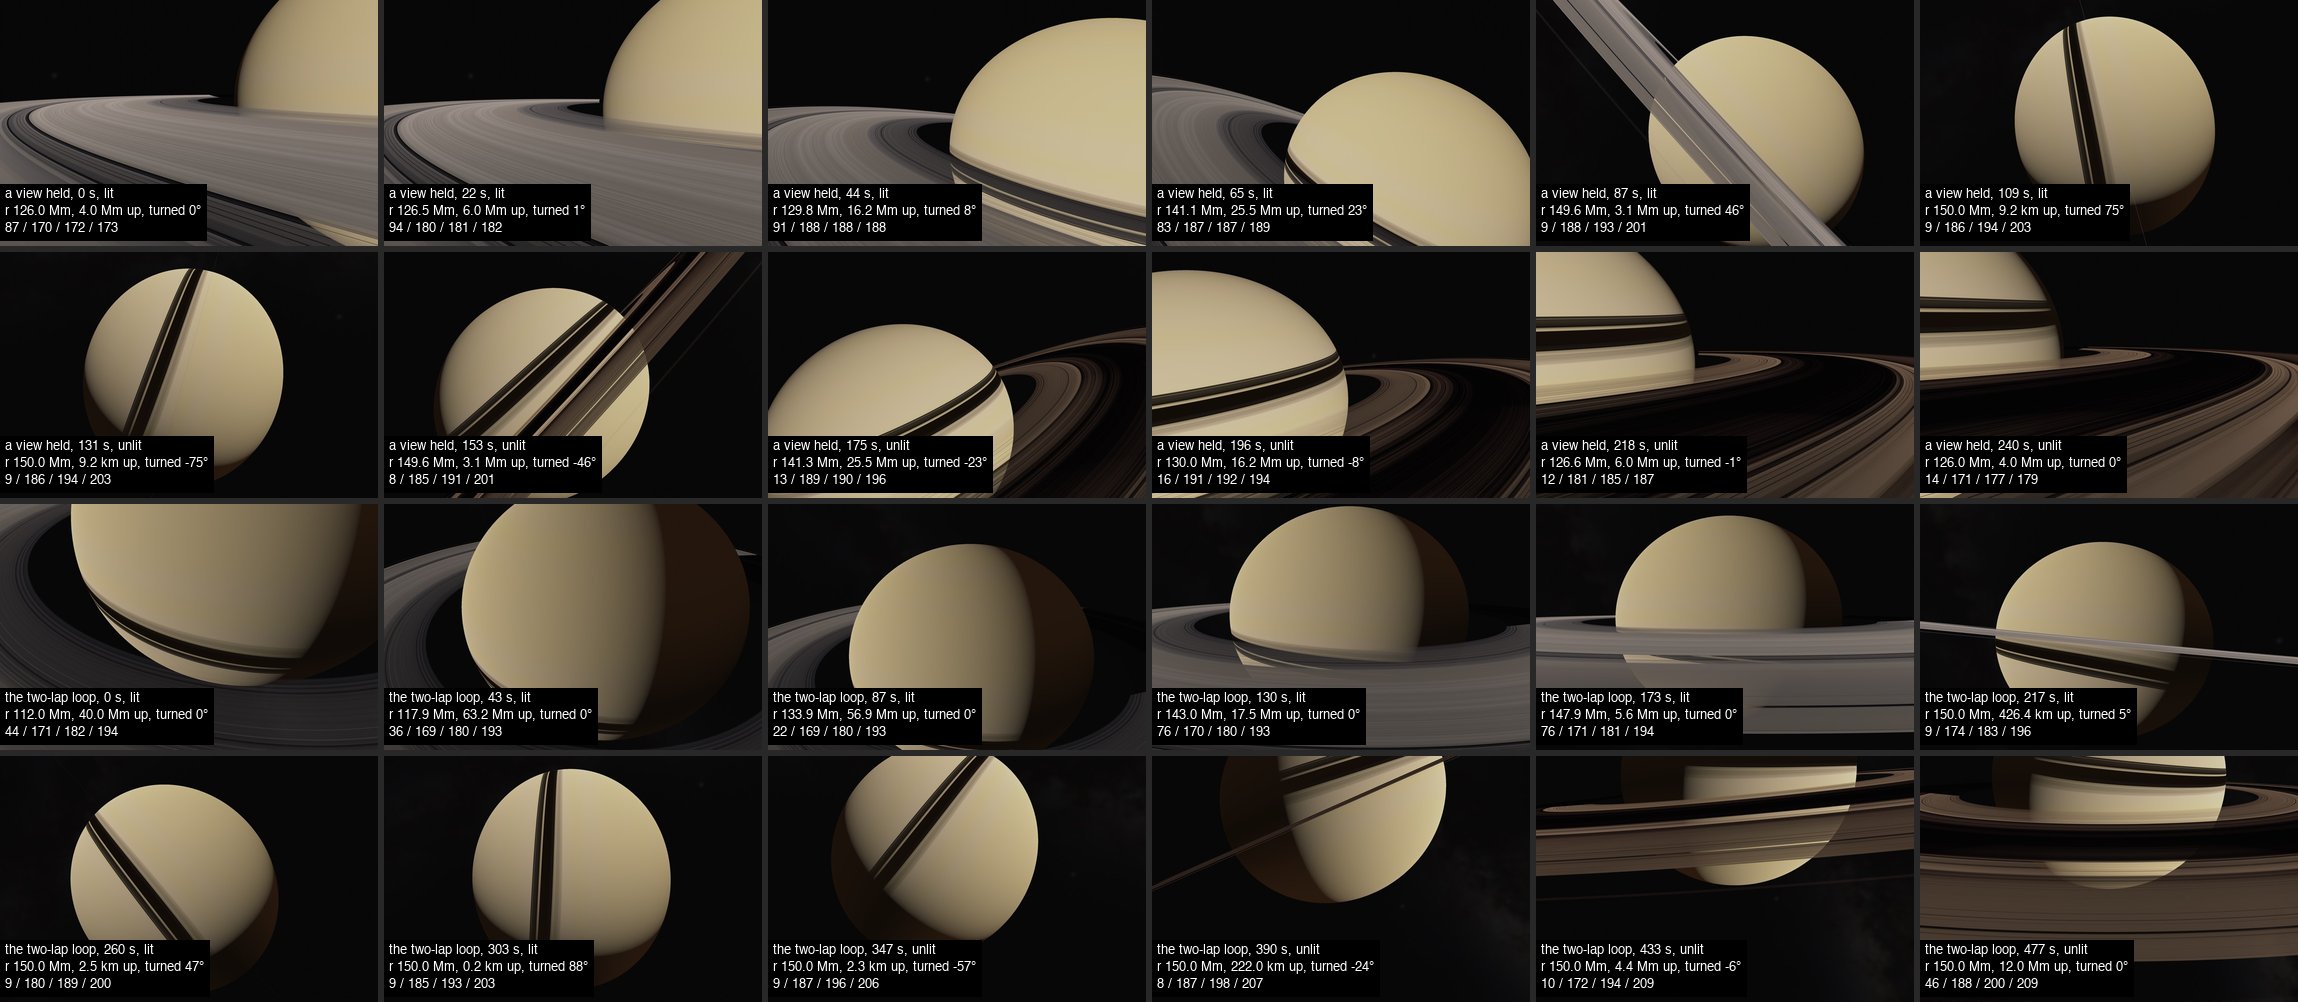 a view held, 0 s, lit
r 126.0 Mm, 4.0 Mm up, turned 0°
87 / 170 / 172 / 173
a view held, 22 s, lit
r 126.5 Mm, 6.0 Mm up, turned 1°
94 / 180 / 181 / 182
a view held, 44 s, lit
r 129.8 Mm, 16.2 Mm up, turned 8°
91 / 188 / 188 / 188
a view held, 65 s, lit
r 141.1 Mm, 25.5 Mm up, turned 23°
83 / 187 / 187 / 189
a view held, 87 s, lit
r 149.6 Mm, 3.1 Mm up, turned 46°
9 / 188 / 193 / 201
a view held, 109 s, lit
r 150.0 Mm, 9.2 km up, turned 75°
9 / 186 / 194 / 203
a view held, 131 s, unlit
r 150.0 Mm, 9.2 km up, turned -75°
9 / 186 / 194 / 203
a view held, 153 s, unlit
r 149.6 Mm, 3.1 Mm up, turned -46°
8 / 185 / 191 / 201
a view held, 175 s, unlit
r 141.3 Mm, 25.5 Mm up, turned -23°
13 / 189 / 190 / 196
a view held, 196 s, unlit
r 130.0 Mm, 16.2 Mm up, turned -8°
16 / 191 / 192 / 194
a view held, 218 s, unlit
r 126.6 Mm, 6.0 Mm up, turned -1°
12 / 181 / 185 / 187
a view held, 240 s, unlit
r 126.0 Mm, 4.0 Mm up, turned 0°
14 / 171 / 177 / 179
the two-lap loop, 0 s, lit
r 112.0 Mm, 40.0 Mm up, turned 0°
44 / 171 / 182 / 194
the two-lap loop, 43 s, lit
r 117.9 Mm, 63.2 Mm up, turned 0°
36 / 169 / 180 / 193
the two-lap loop, 87 s, lit
r 133.9 Mm, 56.9 Mm up, turned 0°
22 / 169 / 180 / 193
the two-lap loop, 130 s, lit
r 143.0 Mm, 17.5 Mm up, turned 0°
76 / 170 / 180 / 193
the two-lap loop, 173 s, lit
r 147.9 Mm, 5.6 Mm up, turned 0°
76 / 171 / 181 / 194
the two-lap loop, 217 s, lit
r 150.0 Mm, 426.4 km up, turned 5°
9 / 174 / 183 / 196
the two-lap loop, 260 s, lit
r 150.0 Mm, 2.5 km up, turned 47°
9 / 180 / 189 / 200
the two-lap loop, 303 s, lit
r 150.0 Mm, 0.2 km up, turned 88°
9 / 185 / 193 / 203
the two-lap loop, 347 s, unlit
r 150.0 Mm, 2.3 km up, turned -57°
9 / 187 / 196 / 206
the two-lap loop, 390 s, unlit
r 150.0 Mm, 222.0 km up, turned -24°
8 / 187 / 198 / 207
the two-lap loop, 433 s, unlit
r 150.0 Mm, 4.4 Mm up, turned -6°
10 / 172 / 194 / 209
the two-lap loop, 477 s, unlit
r 150.0 Mm, 12.0 Mm up, turned 0°
46 / 188 / 200 / 209